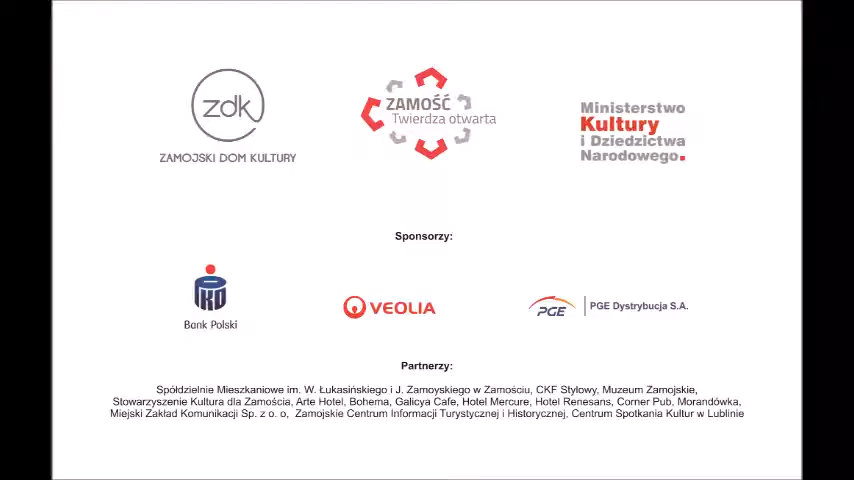 zdk
ZAMOJSKI DOM KULTURY
ZAMOŚĆ
Twierdza otwarta
Ministerstwo
Kultury
i Dziedzictwa
Narodowego.
Sponsorzy:
PKO
Bank Polski
VEOLIA
PGE
PGE Dystrybucja S.A.
Partnerzy:
Spółdzielnie Mieszkaniowe im. W. Łukasińskiego i J. Zamoyskiego w Zamościu, CKF Stylowy, Muzeum Zamojskie,
Stowarzyszenie Kultura dla Zamościa, Arte Hotel, Bohema, Galicya Cafe, Hotel Mercure, Hotel Renesans, Corner Pub, Morandówka,
Miejski Zakład Komunikacji Sp. z o. o, Zamojskie Centrum Informacji Turystycznej i Historycznej, Centrum Spotkania Kultur w Lublinie